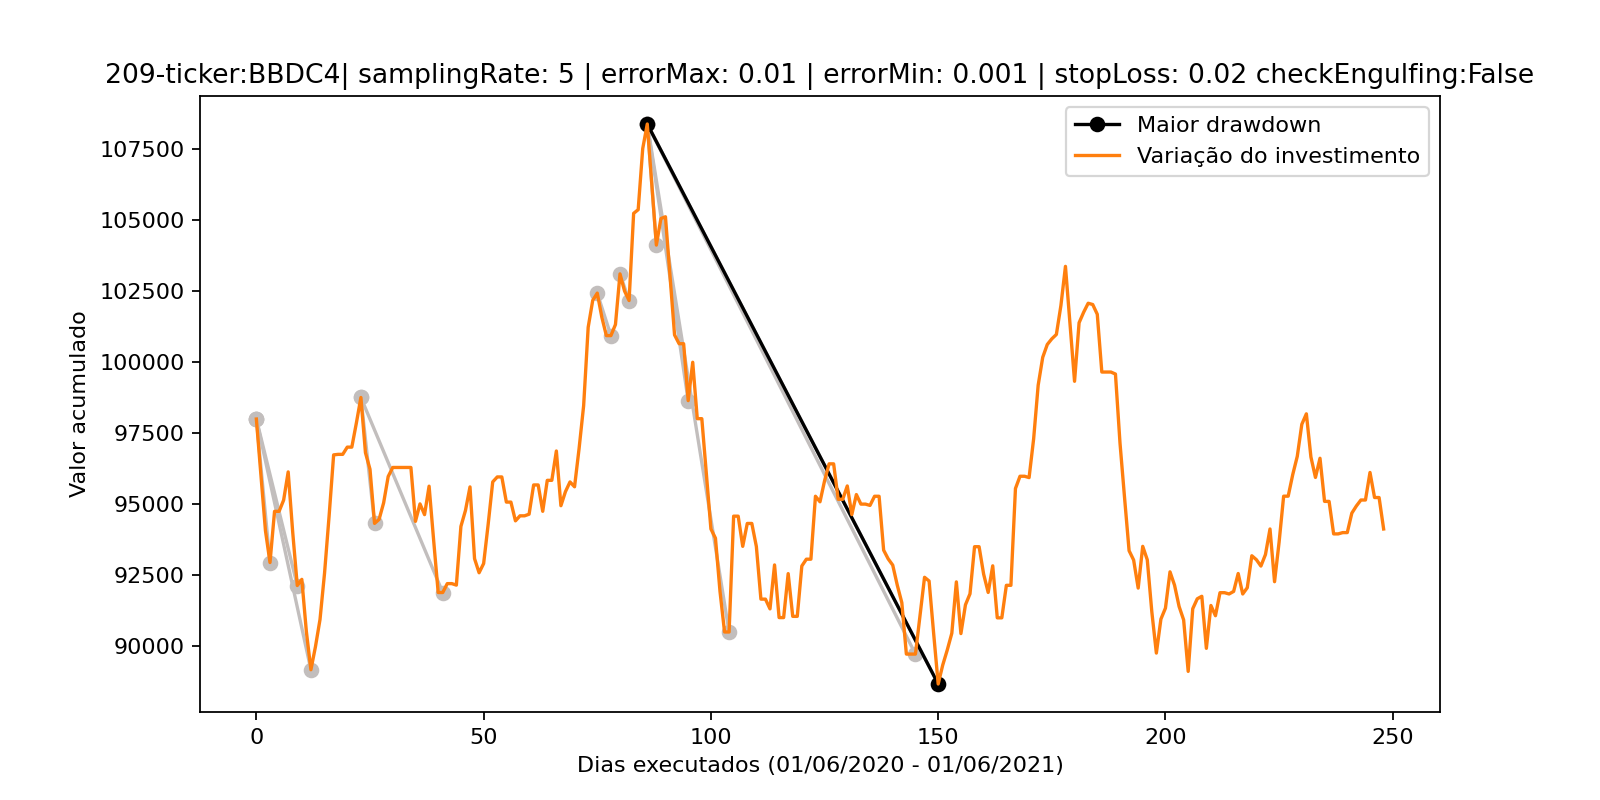 209-ticker:BBDC4| samplingRate: 5 | errorMax: 0.01 | errorMin: 0.001 | stopLoss: 0.02 checkEngulfing:False
Maior drawdown
Variação do investimento
107500
105000
102500
100000
97500
95000
92500
90000
Valor acumulado
0
50
100
150
200
250
Dias executados (01/06/2020 - 01/06/2021)